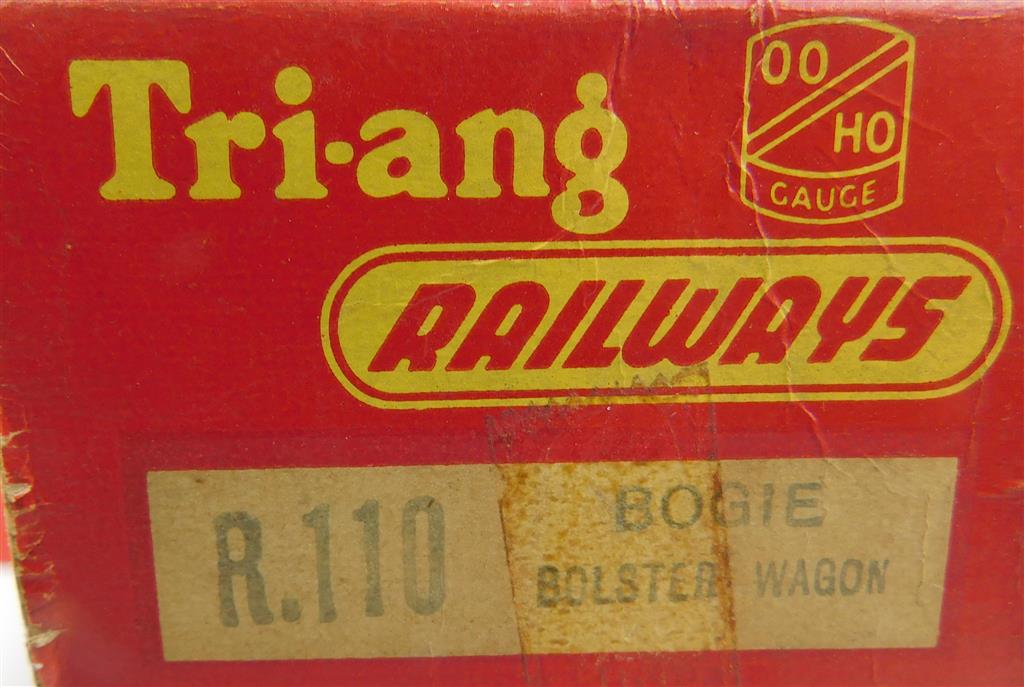 Tri-ang
OO
HO
GAUGE
RAILWAYS
R.110
BOGIE
BOLSTER WAGON